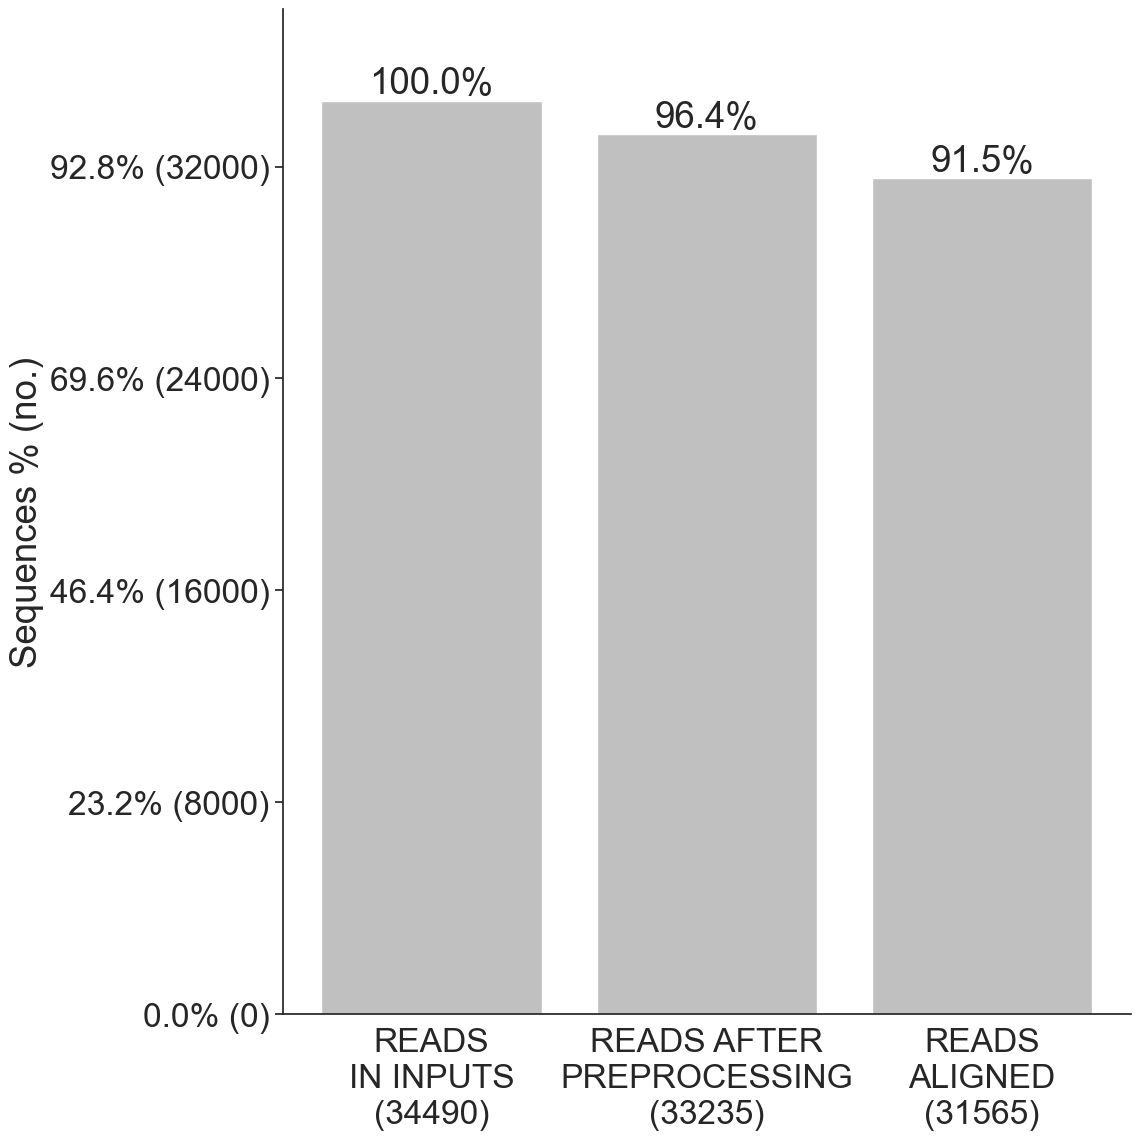 100.0%
96.4%
91.5%
92.8% (32000)
69.6% (24000)
46.4% (16000)
23.2% (8000)
0.0% (0)
Sequences % (no.)
READS
IN INPUTS
(34490)
READS AFTER
PREPROCESSING
(33235)
READS
ALIGNED
(31565)